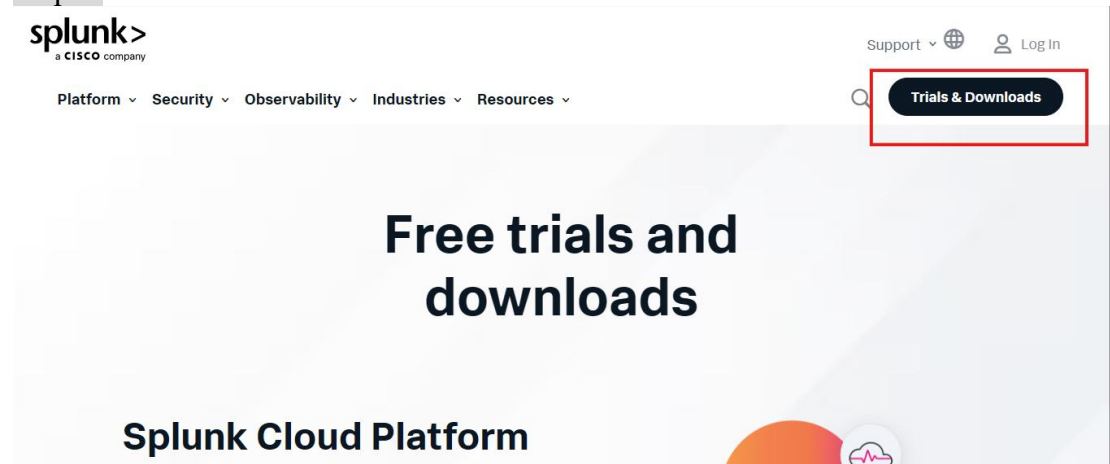 splunk>
a CISCO company
Support
Log In
Platform Security Observability Industries Resources
Trials & Downloads
Free trials and
downloads
Splunk Cloud Platform